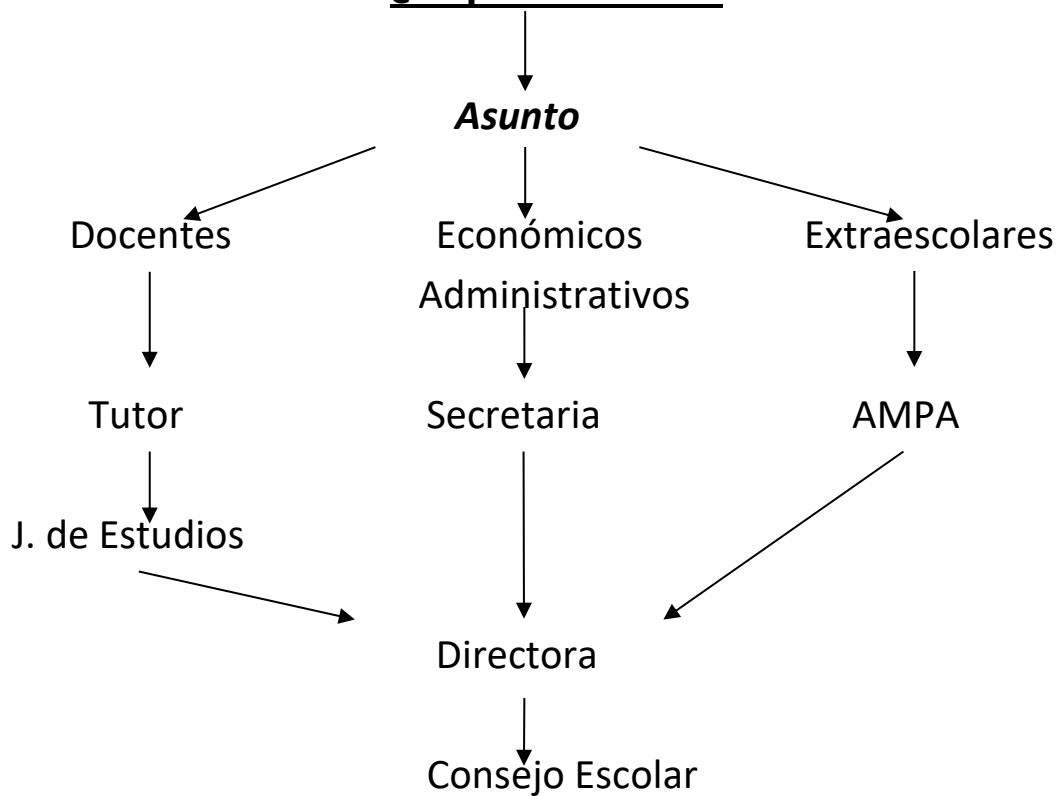 Asunto
Docentes Económicos Extraescolares
Administrativos
Tutor Secretaria AMPA
J. de Estudios
Directora
Consejo Escolar